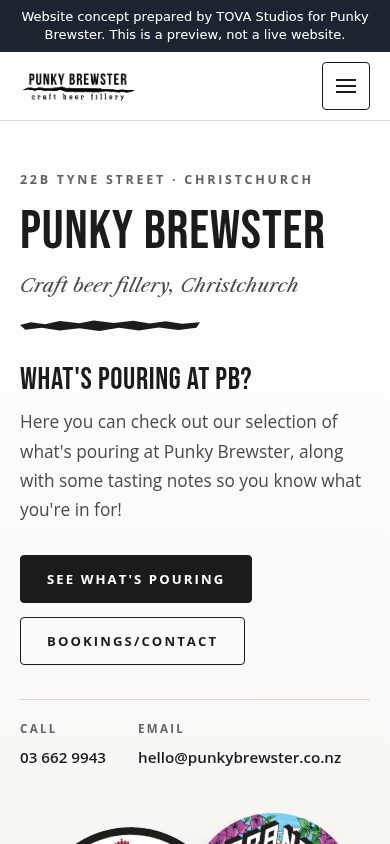 Website concept prepared by TOVA Studios for Punky
Brewster. This is a preview, not a live website.
PUNKY BREWSTER
craft beer fillery
22B TYNE STREET · CHRISTCHURCH
PUNKY BREWSTER
Craft beer fillery, Christchurch
WHAT'S POURING AT PB?
Here you can check out our selection of
what's pouring at Punky Brewster, along
with some tasting notes so you know what
you're in for!
SEE WHAT'S POURING
BOOKINGS/CONTACT
CALL
EMAIL
03 662 9943
hello@punkybrewster.co.nz